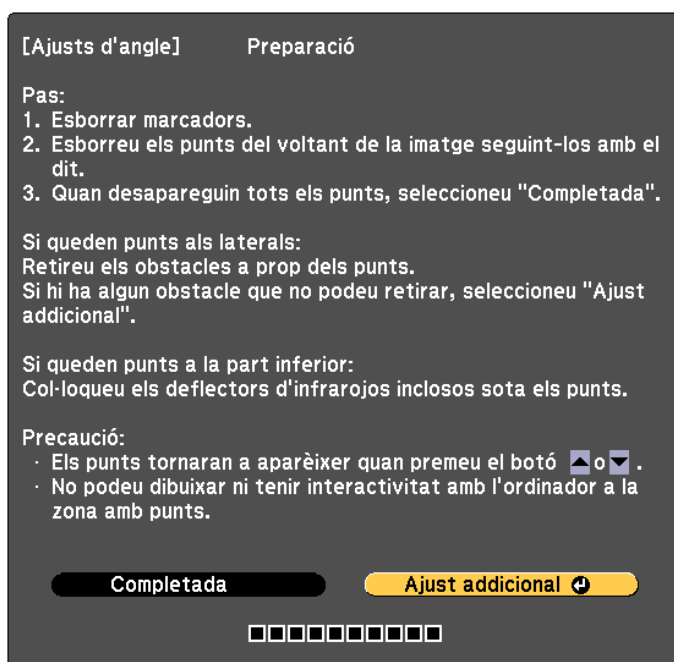 [Ajusts d'angle] Preparació
Pas:
1. Esborrar marcadors.
2. Esborreu els punts del voltant de la imatge seguint-los amb el
dit.
3. Quan desapareguin tots els punts, seleccioneu "Completada".
Si queden punts als laterals:
Retireu els obstacles a prop dels punts.
Si hi ha algun obstacle que no podeu retirar, seleccioneu "Ajust
addicional".
Si queden punts a la part inferior:
Col·loqueu els deflectors d'infrarojos inclosos sota els punts.
Precaució:
· Els punts tornaran a aparèixer quan premeu el botó ▲ o ▼ .
· No podeu dibuixar ni tenir interactivitat amb l'ordinador a la
zona amb punts.
Completada Ajust addicional